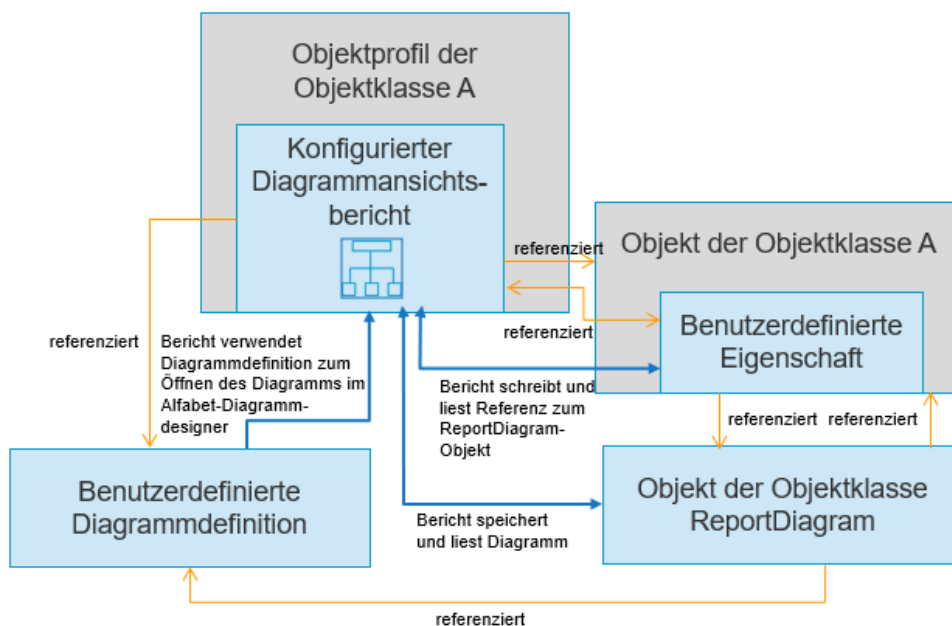 Objektprofil der
Objektklasse A
Konfigurierter
Diagrammansichts-
bericht
referenziert
Objekt der Objektklasse A
referenziert
Benutzerdefinierte
Eigenschaft
referenziert
Bericht verwendet
Diagrammdefinition zum
Öffnen des Diagramms im
Alfabet-Diagramm-
designer
Bericht schreibt und
liest Referenz zum
ReportDiagram-
Objekt
referenziert referenziert
Benutzerdefinierte
Diagrammdefinition
Objekt der Objektklasse
ReportDiagram
Bericht speichert
und liest Diagramm
referenziert